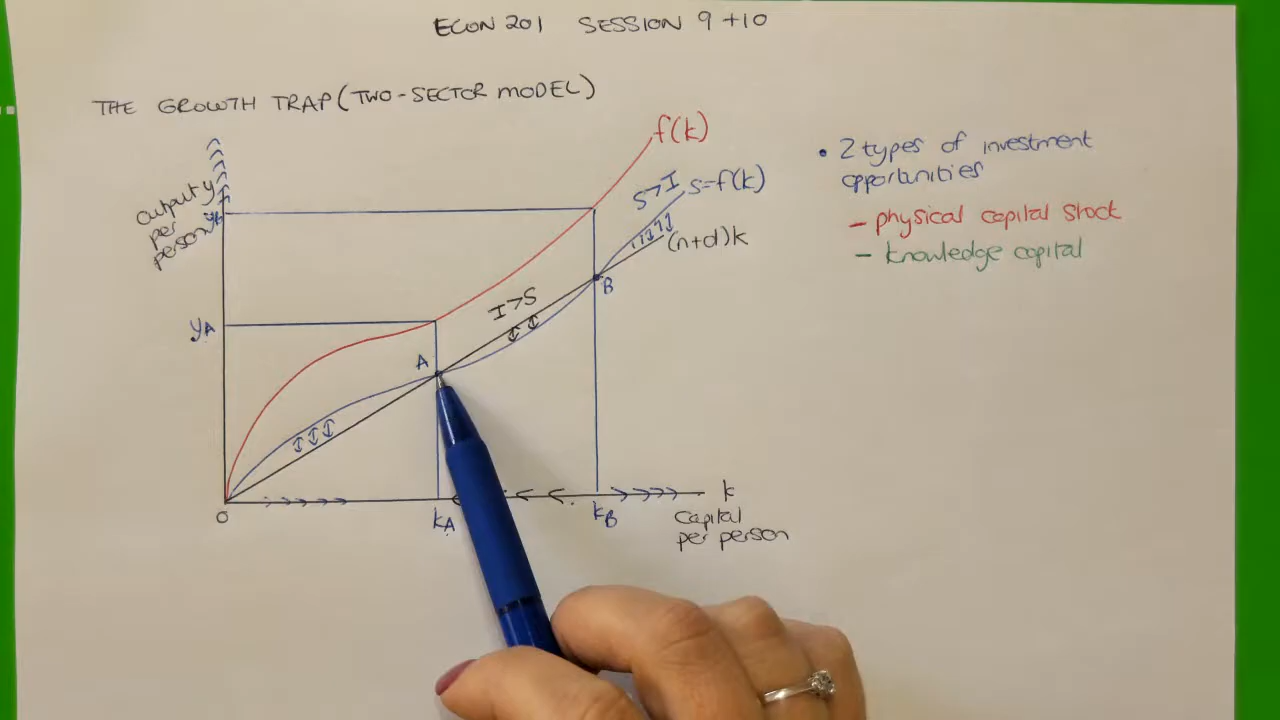 ECON 201 SESSION 9 +10
THE GROWTH TRAP (TWO-SECTOR MODEL)
f(k)
S>I
s=f(k)
(n+d)k
I>S
B
A
output y
per
person
yA
0
kA
kB
k
Capital
per person
• 2 types of investment
opportunities
- physical capital stock
- knowledge capital